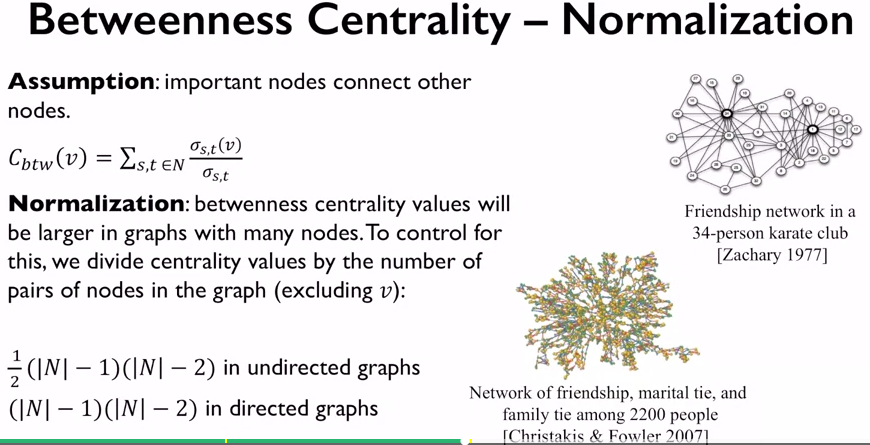 Betweenness Centrality – Normalization
Assumption: important nodes connect other
nodes.
C_btw(v) = ∑_{s,t ∈N} σ_{s,t}(v) / σ_{s,t}
Normalization: betwenness centrality values will
be larger in graphs with many nodes. To control for
this, we divide centrality values by the number of
pairs of nodes in the graph (excluding v):
1/2 (|N| − 1)(|N| − 2) in undirected graphs
(|N| − 1)(|N| − 2) in directed graphs
Friendship network in a
34-person karate club
[Zachary 1977]
Network of friendship, marital tie, and
family tie among 2200 people
[Christakis & Fowler 2007]